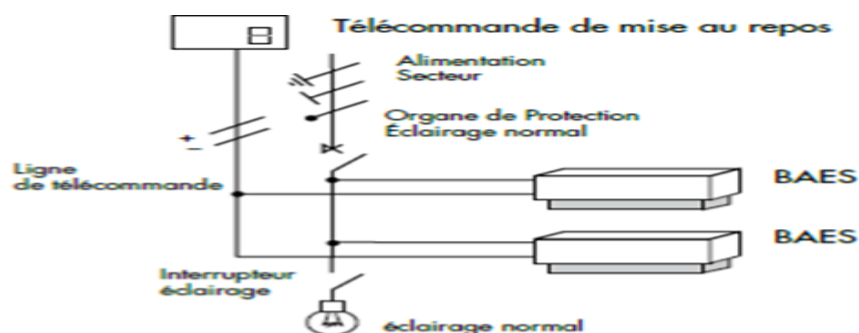 Télécommande de mise au repos
Alimentation
Secteur
Organe de Protection
Éclairage normal
+
−
Ligne
de télécommande
BAES
BAES
Interrupteur
éclairage
éclairage normal